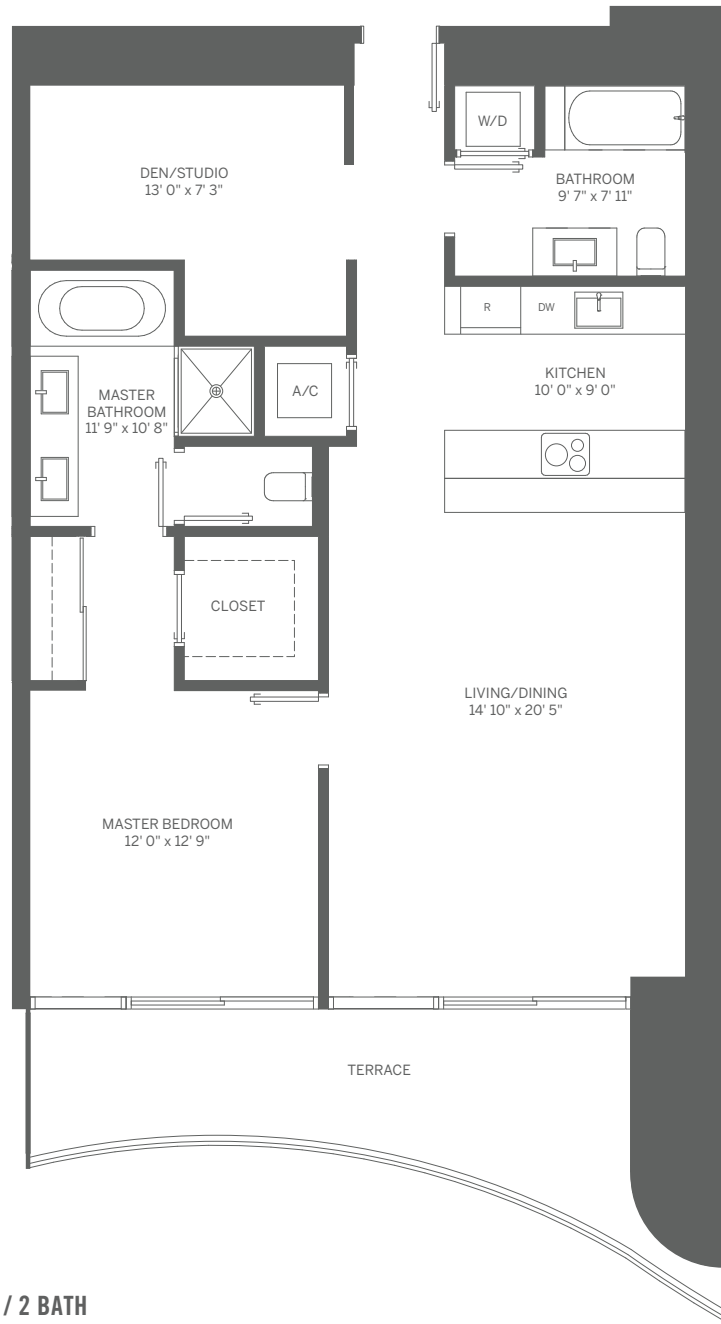 W/D
DEN/STUDIO
13' 0" x 7' 3"
BATHROOM
9' 7" x 7' 11"
R
DW
KITCHEN
10' 0" x 9' 0"
A/C
MASTER
BATHROOM
11' 9" x 10' 8"
CLOSET
LIVING/DINING
14' 10" x 20' 5"
MASTER BEDROOM
12' 0" x 12' 9"
TERRACE
/ 2 BATH